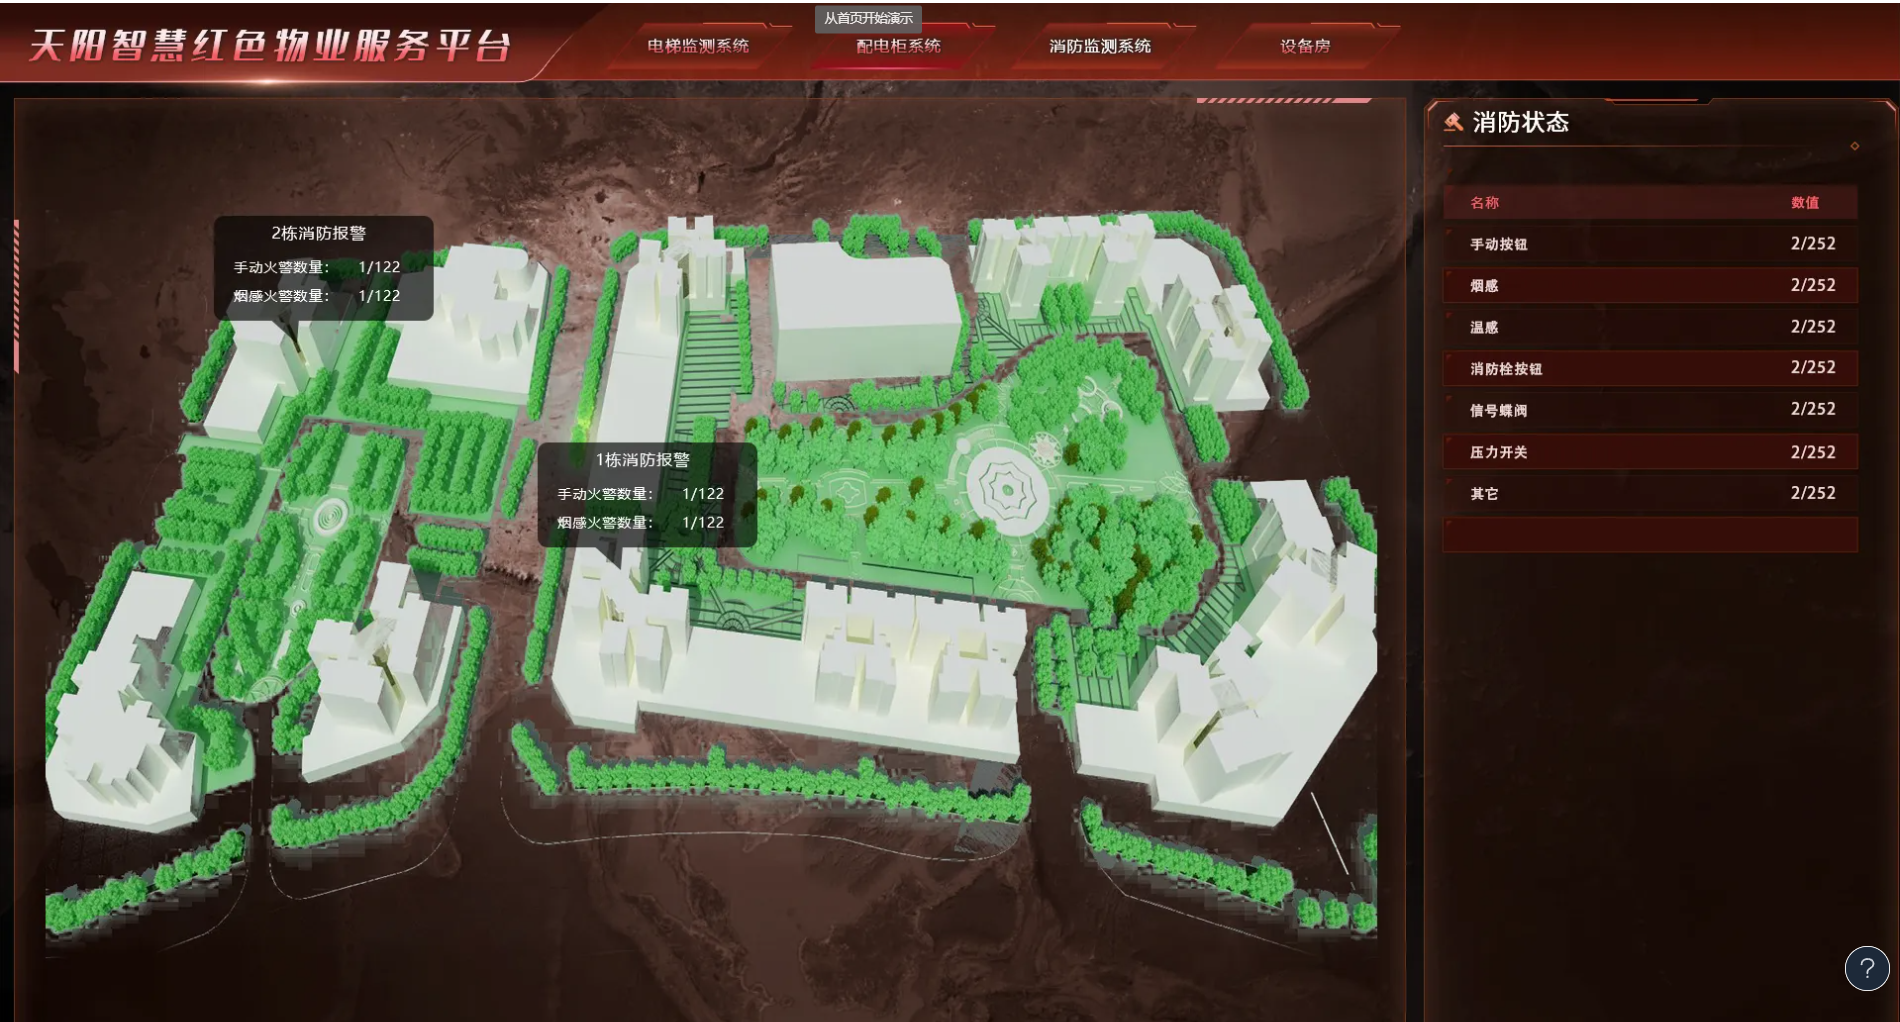 从首页开始演示
天阳智慧红色物业服务平台
电梯监测系统
配电柜系统
消防监测系统
设备房
2栋消防报警
手动火警数量： 1/122
烟感火警数量： 1/122
1栋消防报警
手动火警数量： 1/122
烟感火警数量： 1/122
消防状态
名称 数值
手动按钮 2/252
烟感 2/252
温感 2/252
消防栓按钮 2/252
信号蝶阀 2/252
压力开关 2/252
其它 2/252
?